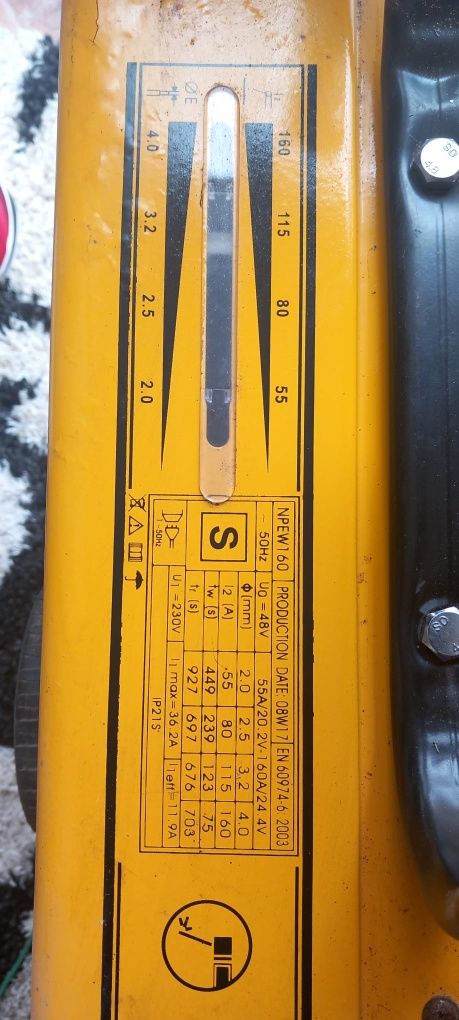 160 115 80 55
ØE
4.0 3.2 2.5 2.0
NPEW160 PRODUCTION DATE: 08W17 EN 60974-6, 2003
~ 50Hz U0 =48V 55A/20.2V-160A/24.4V
S
Φ(mm) 2.0 2.5 3.2 4.0
I2 (A) 55 80 115 160
tw (s) 449 239 123 75
tr (s) 927 697 676 703
1~50Hz U1 =230V I1 max=36.2A I1eff=11.9A
IP21S